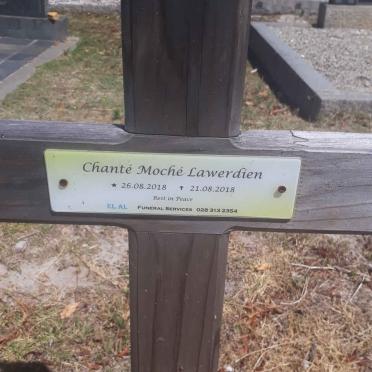 Chanté Moché Lawerdien
★ 26.08.2018 ✝ 21.08.2018
Rest in Peace
EL AL Funeral Services 028 313 2354